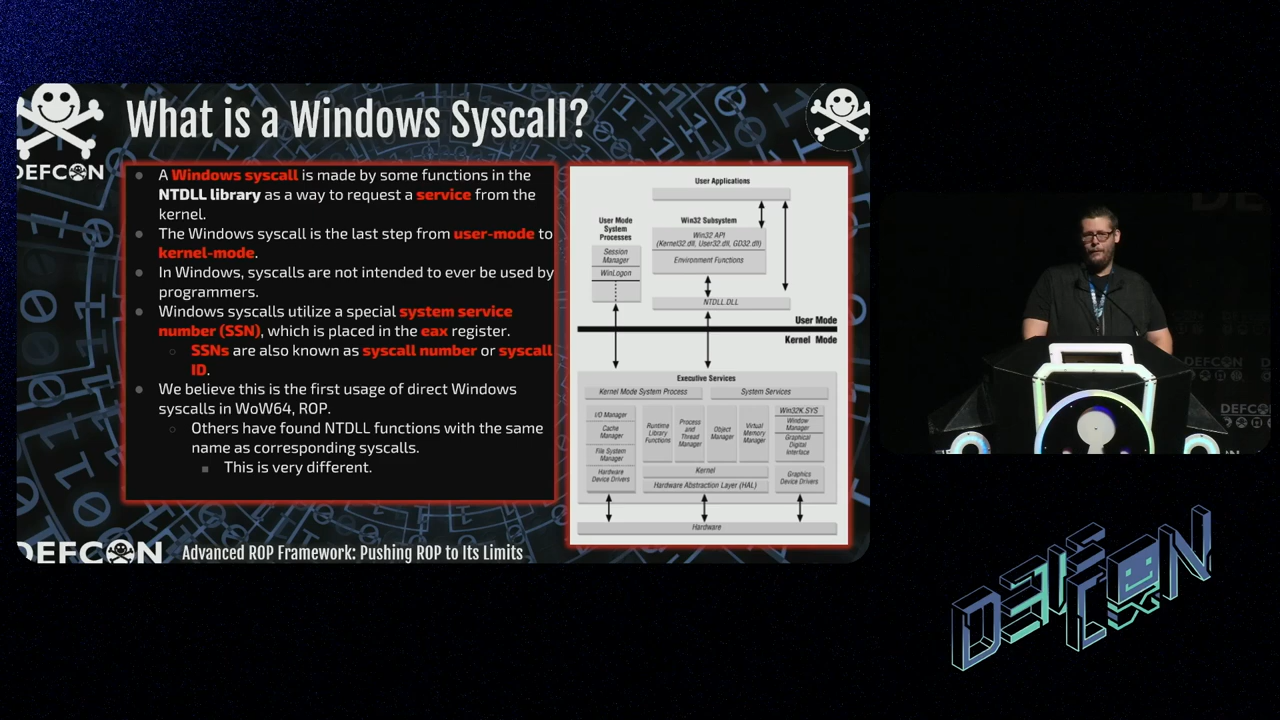 What is a Windows Syscall?
DEFCON
A Windows syscall is made by some functions in the
NTDLL library as a way to request a service from the
kernel.
The Windows syscall is the last step from user-mode to
kernel-mode.
In Windows, syscalls are not intended to ever be used by
programmers.
Windows syscalls utilize a special system service
number (SSN), which is placed in the eax register.
SSNs are also known as syscall number or syscall
ID.
We believe this is the first usage of direct Windows
syscalls in WoW64, ROP.
Others have found NTDLL functions with the same
name as corresponding syscalls.
This is very different.
User Applications
User Mode
System
Processes
Session
Manager
WinLogon
Win32 Subsystem
Win32 API
(Kernel32.dll, User32.dll, GD32.dll)
Environment Functions
NTDLL.DLL
User Mode
Kernel Mode
Executive Services
Kernel Mode System Process
System Services
I/O Manager
Cache
Manager
File System
Manager
Hardware
Device Drivers
Runtime
Library
Functions
Process
and
Thread
Manager
Object
Manager
Virtual
Memory
Manager
Win32K.SYS
Window
Manager
Graphical
Digital
Interface
Kernel
Hardware Abstraction Layer (HAL)
Graphics
Device Drivers
Hardware
DEFCON
Advanced ROP Framework: Pushing ROP to Its Limits
DEFCON
DEFCO
DEF
CON